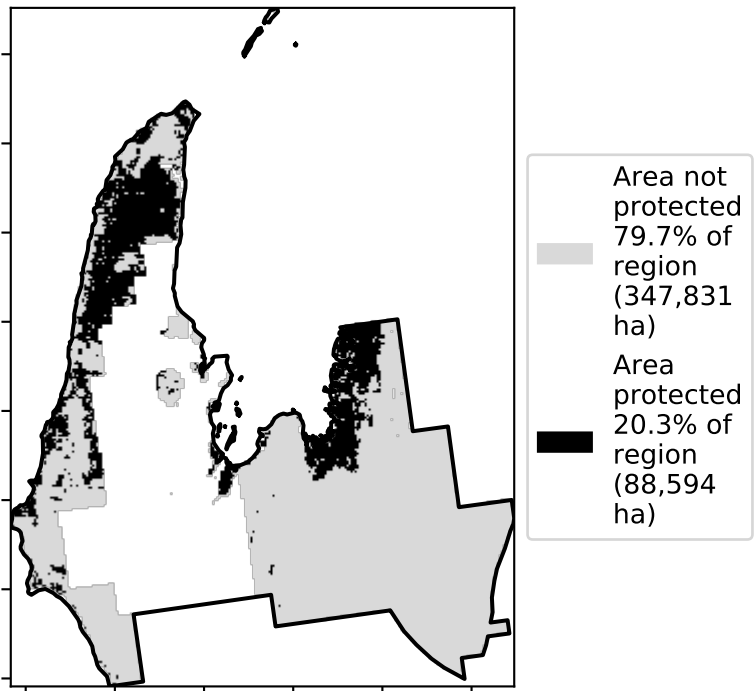 Area not
protected
79.7% of
region
(347,831
ha)
Area
protected
20.3% of
region
(88,594
ha)